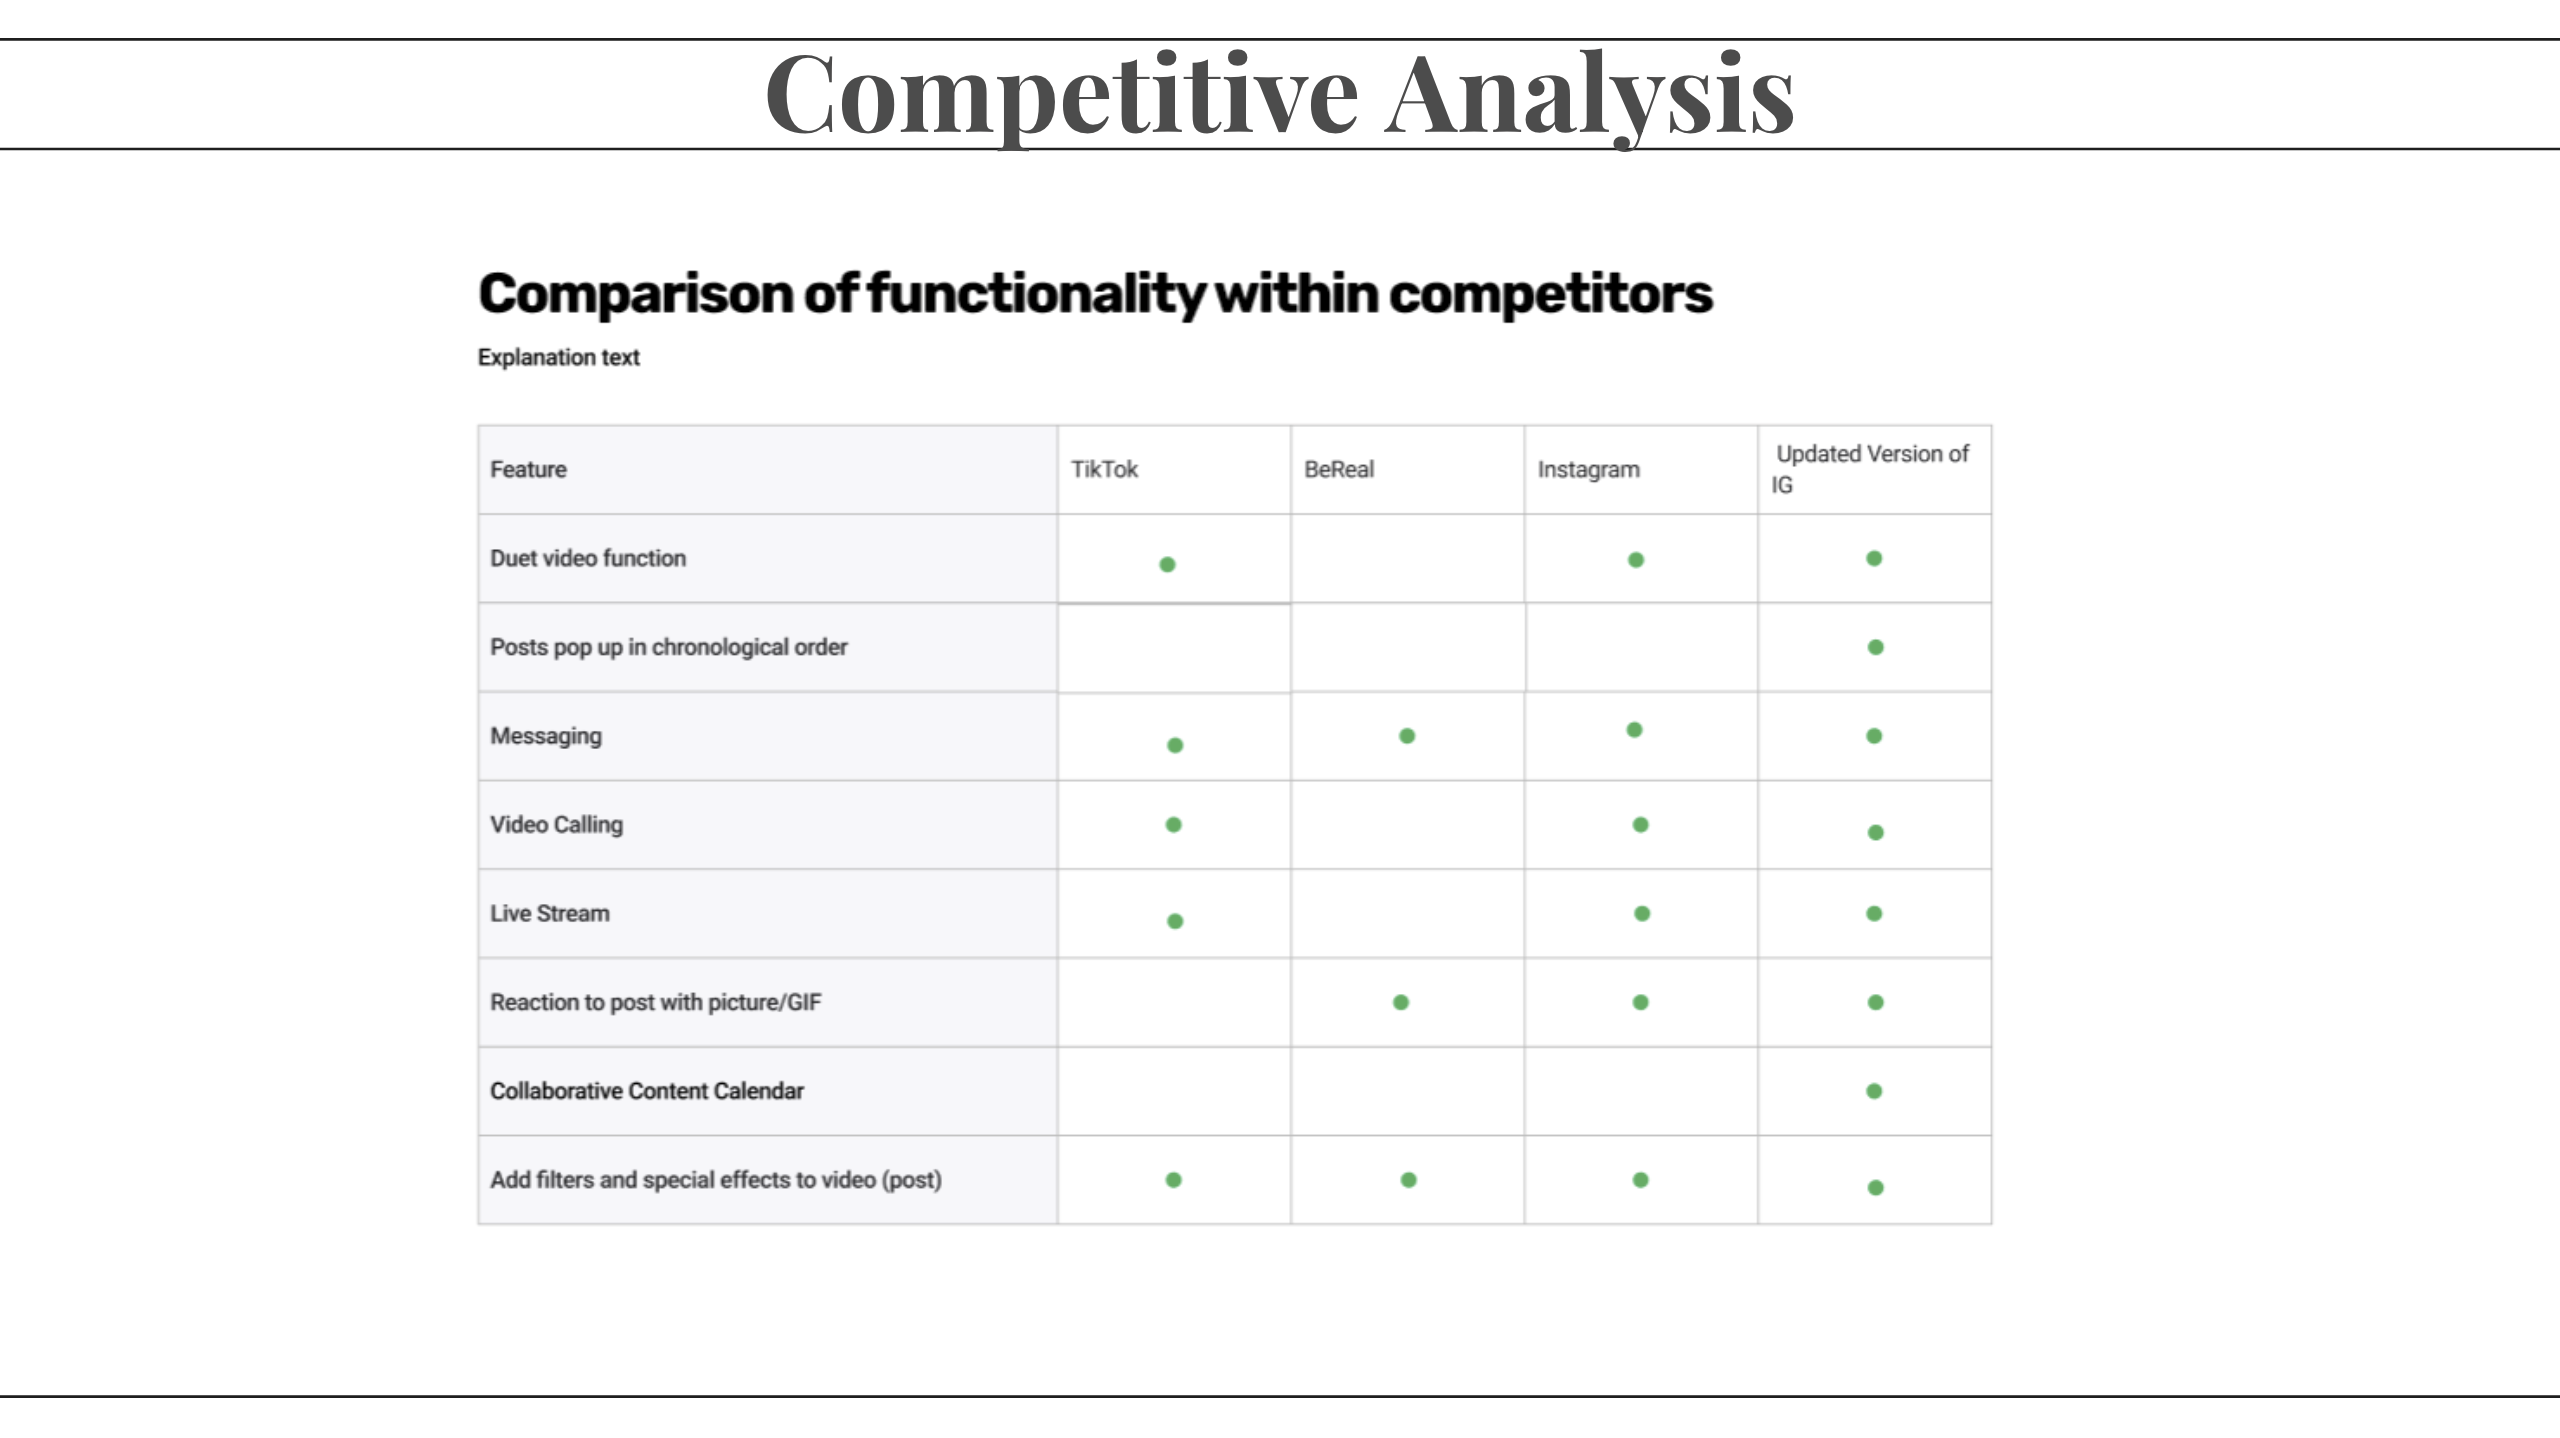 Competitive Analysis
Comparison of functionality within competitors
Explanation text
Feature TikTok BeReal Instagram Updated Version of
IG
Duet video function
Posts pop up in chronological order
Messaging
Video Calling
Live Stream
Reaction to post with picture/GIF
Collaborative Content Calendar
Add filters and special effects to video (post)